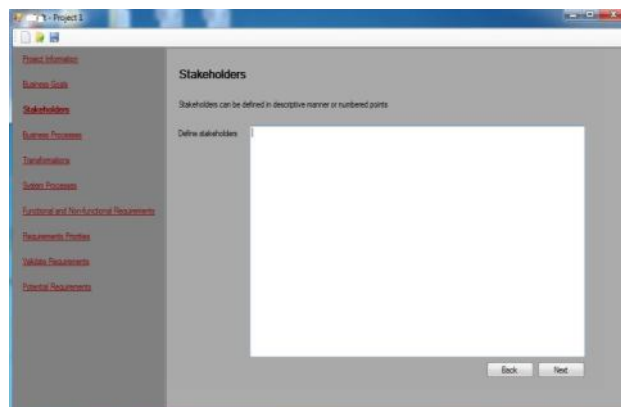 - Project 1
Project Information
Business Goals
Stakeholders
Business Processes
Transformations
System Processes
Functional and Non-functional Requirements
Requirements Priorities
Validate Requirements
Potential Requirements
Stakeholders
Stakeholders can be defined in descriptive manner or numbered points
Define stakeholders
Back
Next